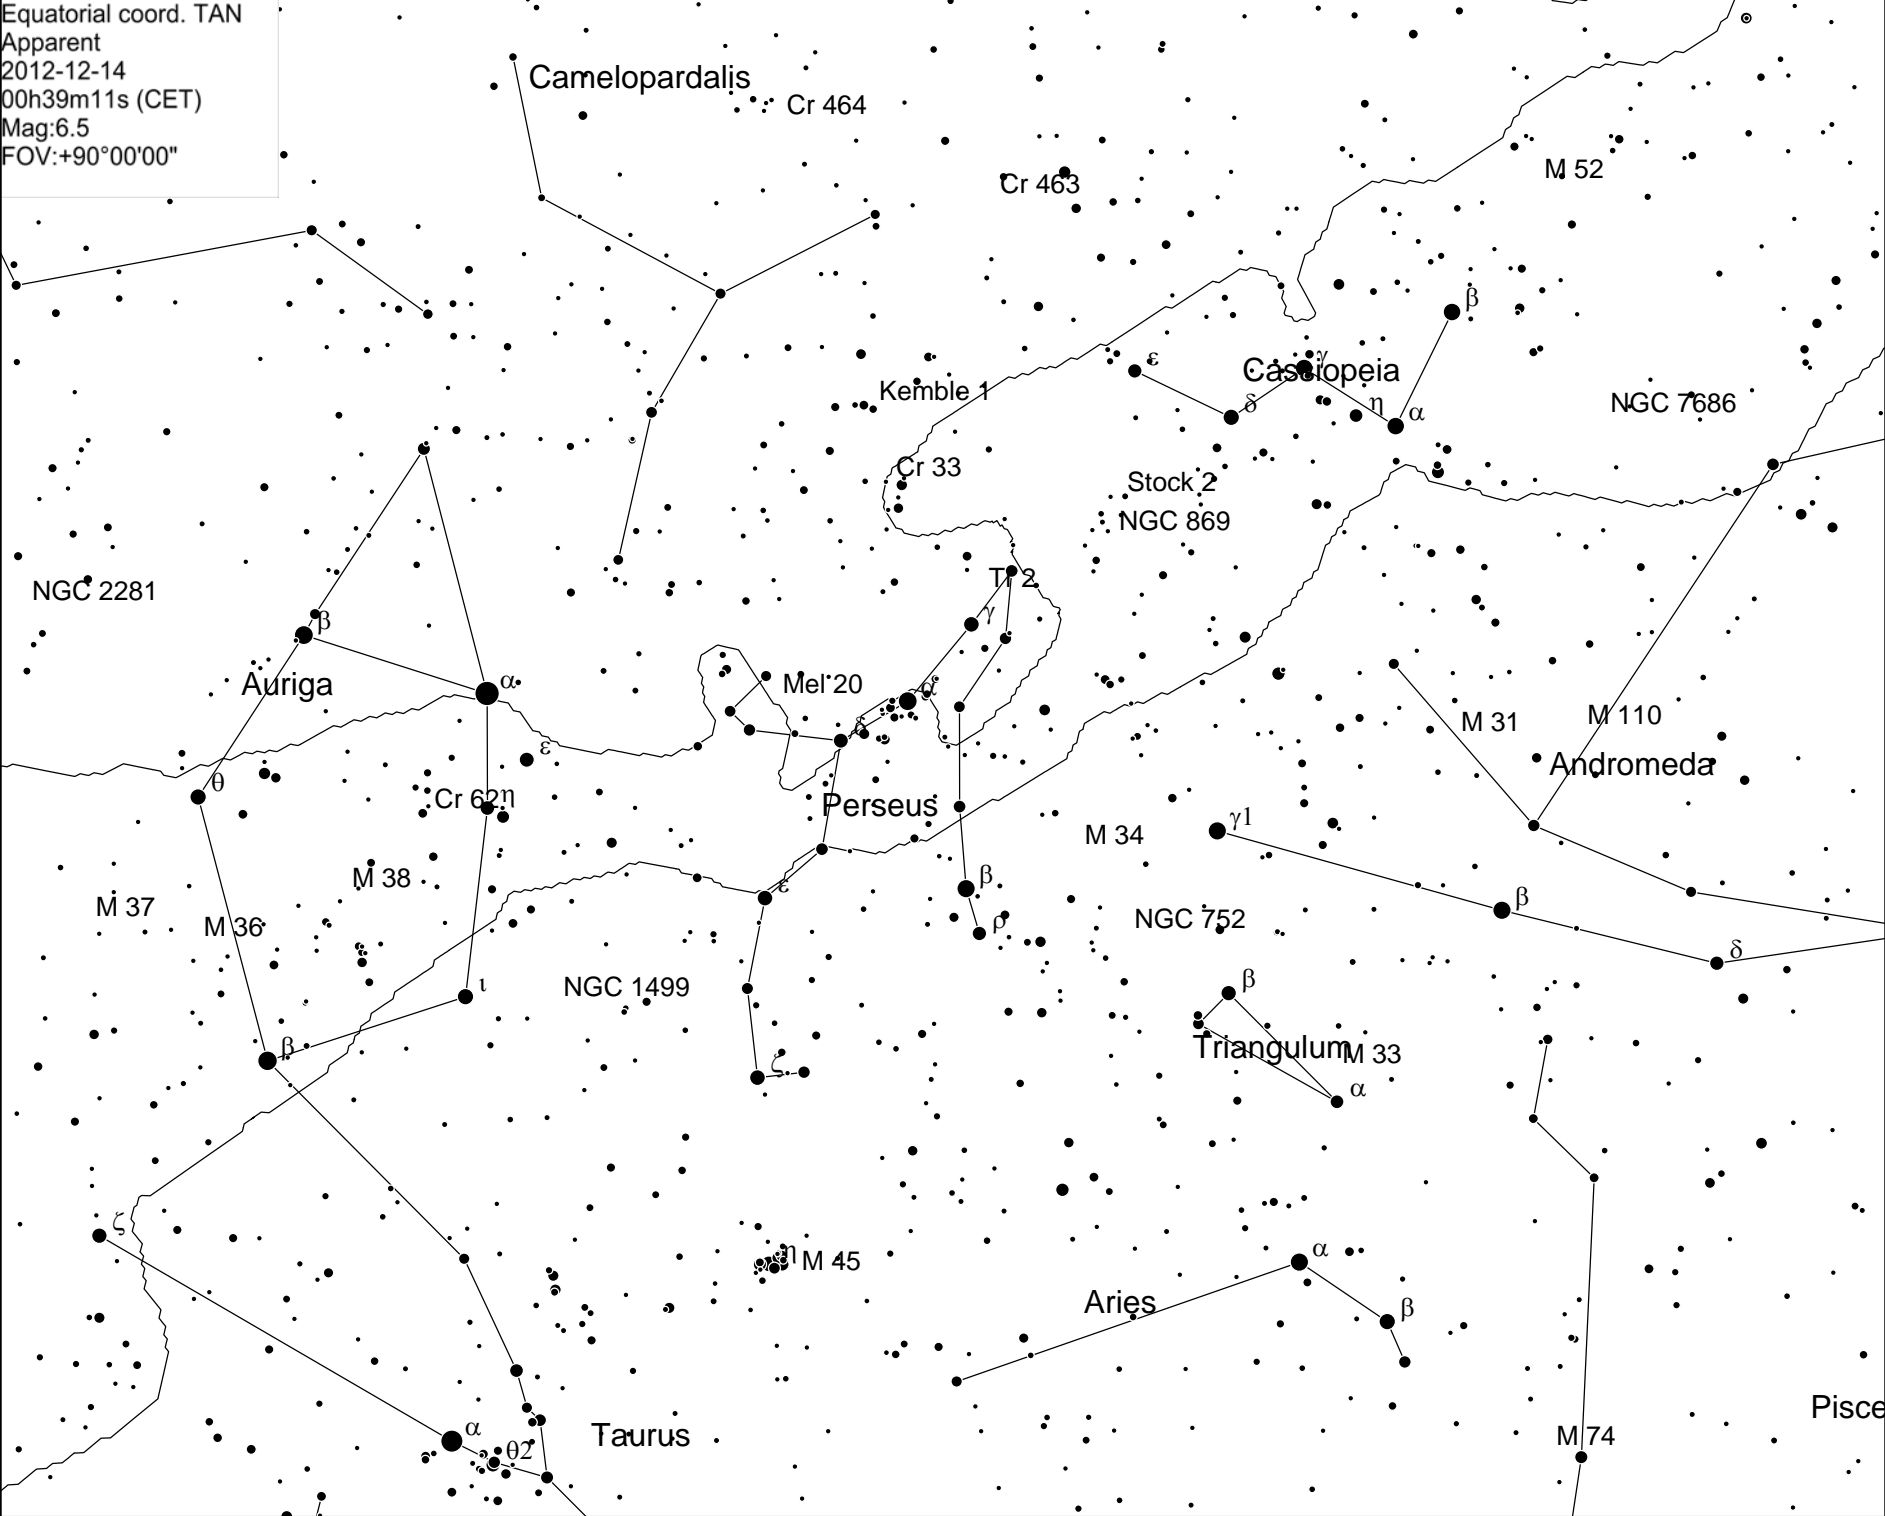 Equatorial coord. TAN
Apparent
2012-12-14
00h39m11s (CET)
Mag:6.5
FOV:+90°00'00"
Camelopardalis
Cr 464
M 52
Cr 463
β
ε
γ
Cassiopeia
Kemble 1
δ
η
α
NGC 7686
Cr 33
Stock 2
NGC 869
Tr 2
NGC 2281
γ
β
Auriga
α
Mel 20
α
δ
M 31
M 110
ε
Andromeda
θ
Cr 62
η
Perseus
γ1
M 34
M 38
ε
β
β
M 37
M 36
ρ
NGC 752
δ
NGC 1499
ι
β
β
Triangulum
M 33
ζ
α
ζ
η
M 45
α
Aries
β
Pisce
α
Taurus
θ2
M 74